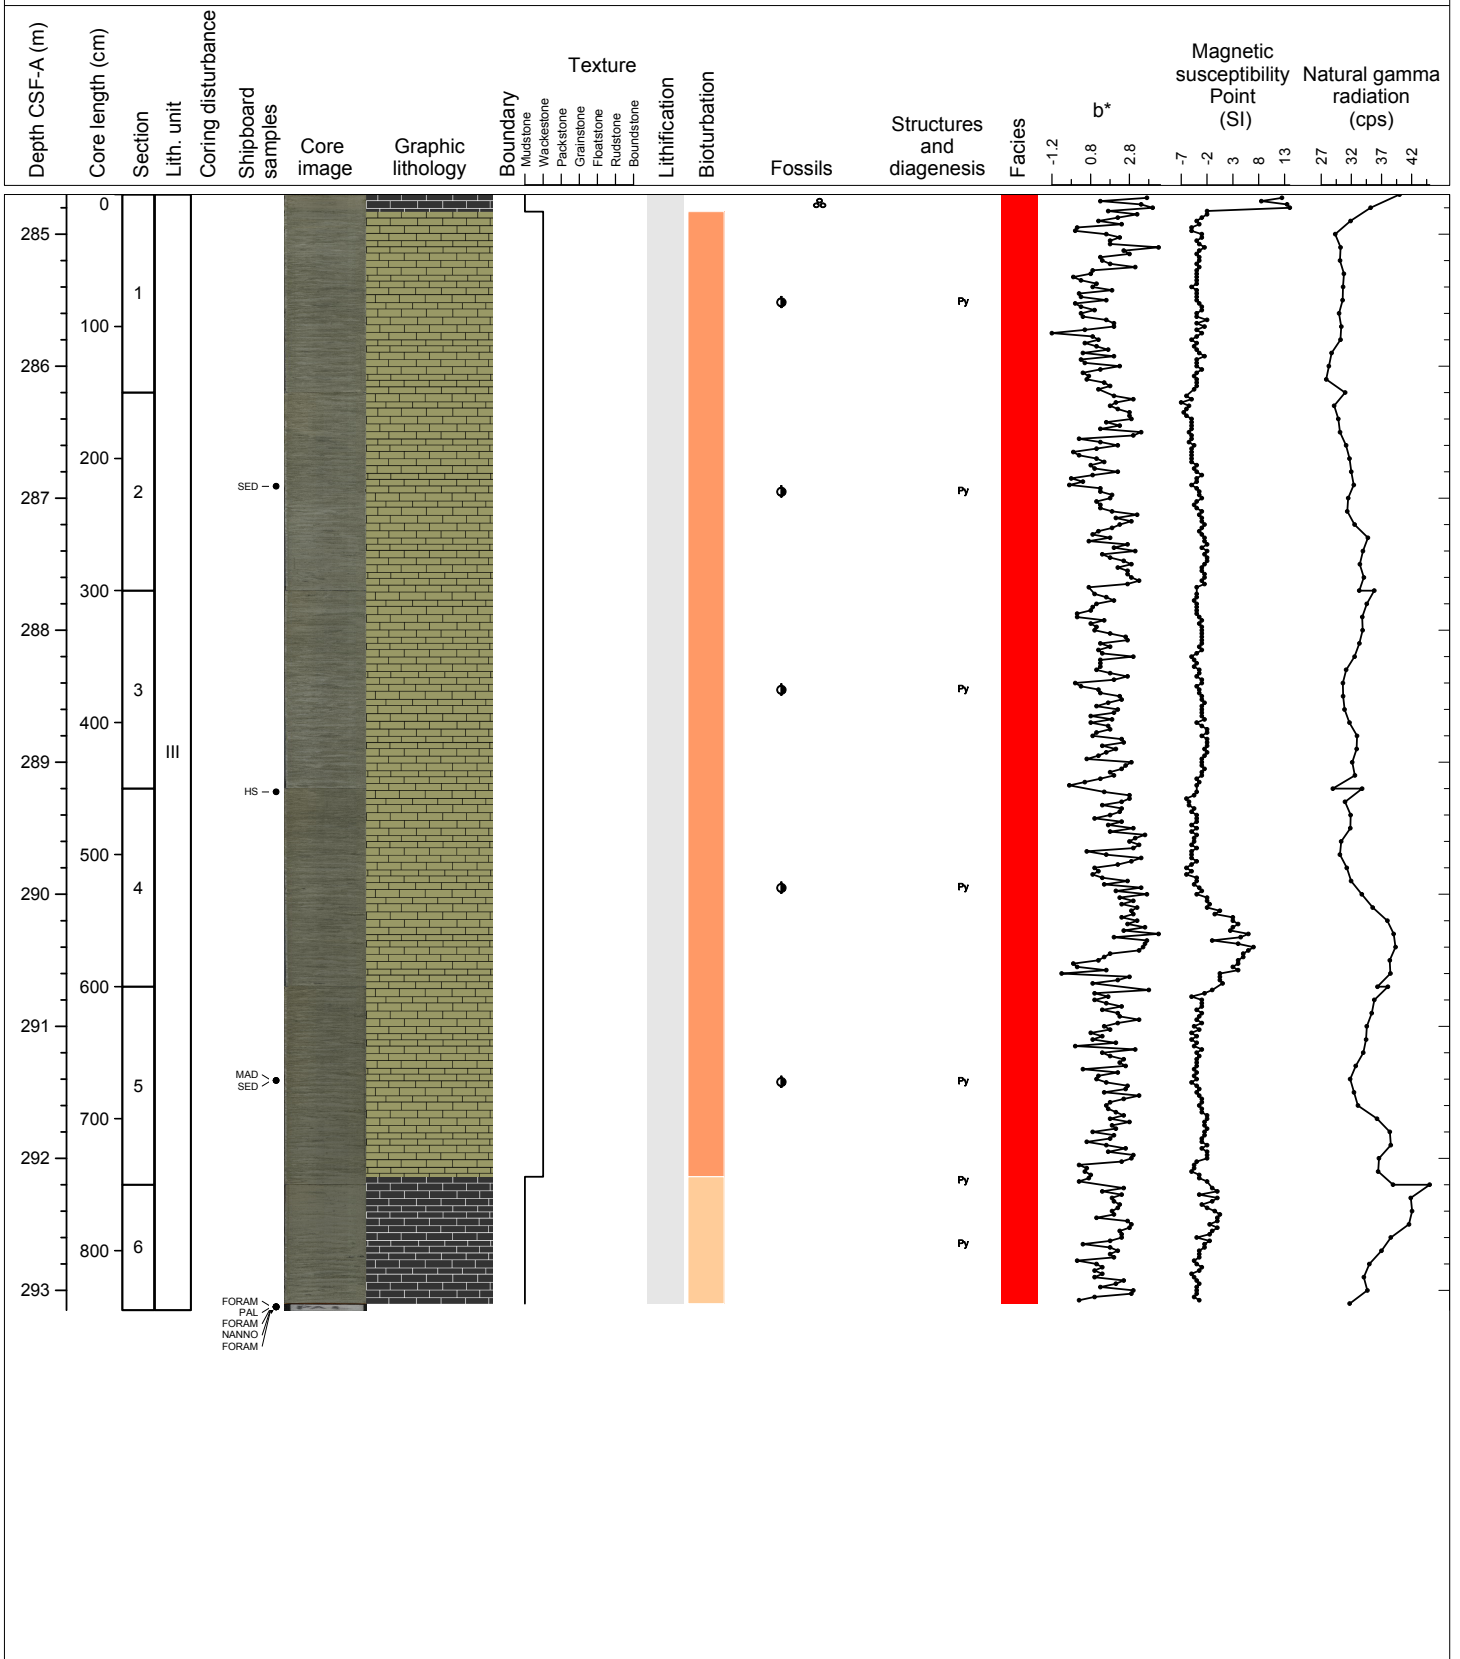 Depth CSF-A (m)
Core length (cm)
Section
Lith. unit
Coring disturbance
Shipboard
samples
Core
image
Graphic
lithology
Boundary
Texture
Mudstone
Wackestone
Packstone
Grainstone
Floatstone
Rudstone
Boundstone
Lithification
Bioturbation
Fossils
Structures
and
diagenesis
Facies
b*
-1.2
0.8
2.8
Magnetic
susceptibility
Point
(SI)
-7
-2
3
8
13
Natural gamma
radiation
(cps)
27
32
37
42
285
286
287
288
289
290
291
292
293
0
100
200
300
400
500
600
700
800
1
2
3
4
5
6
III
SED
HS
MAD
SED
FORAM
PAL
FORAM
NANNO
FORAM
Py
Py
Py
Py
Py
Py
Py